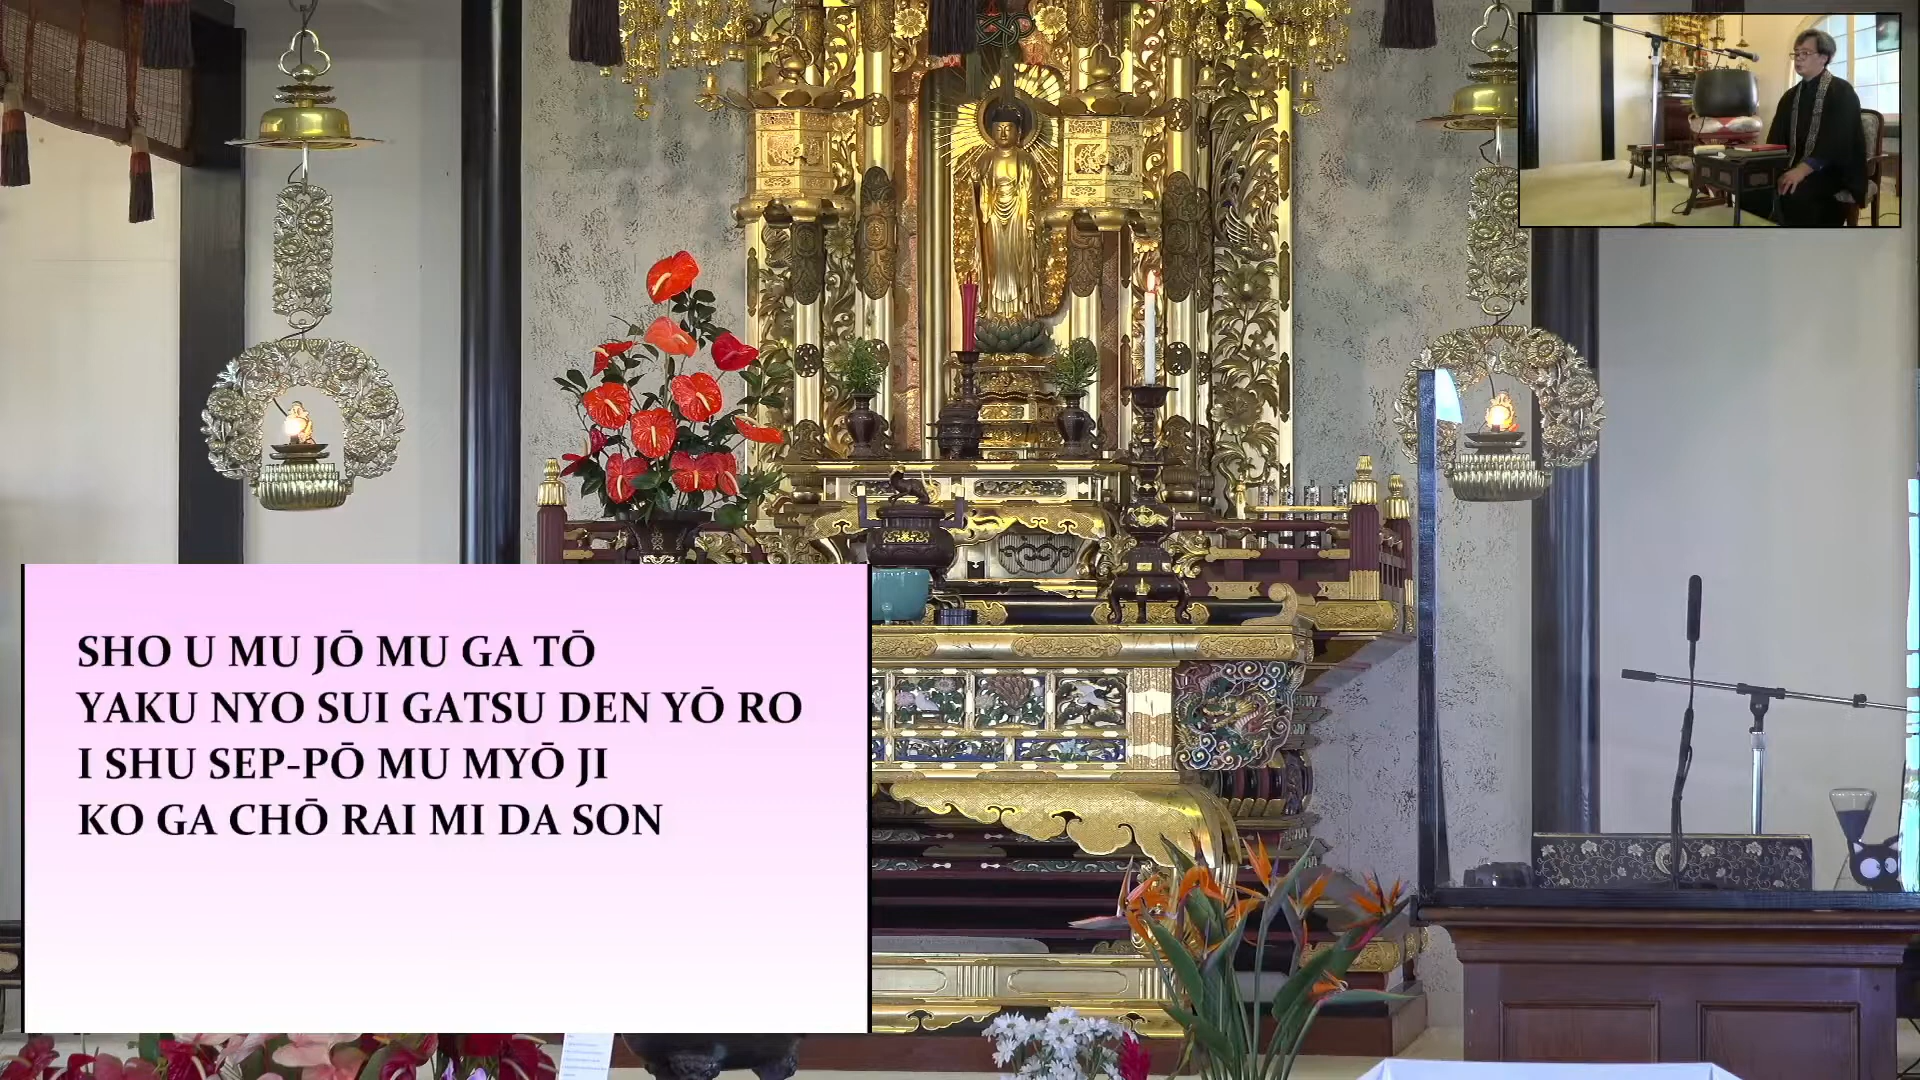 SHO U MU JŌ MU GA TŌ
YAKU NYO SUI GATSU DEN YŌ RO
I SHU SEP-PŌ MU MYŌ JI
KO GA CHŌ RAI MI DA SON